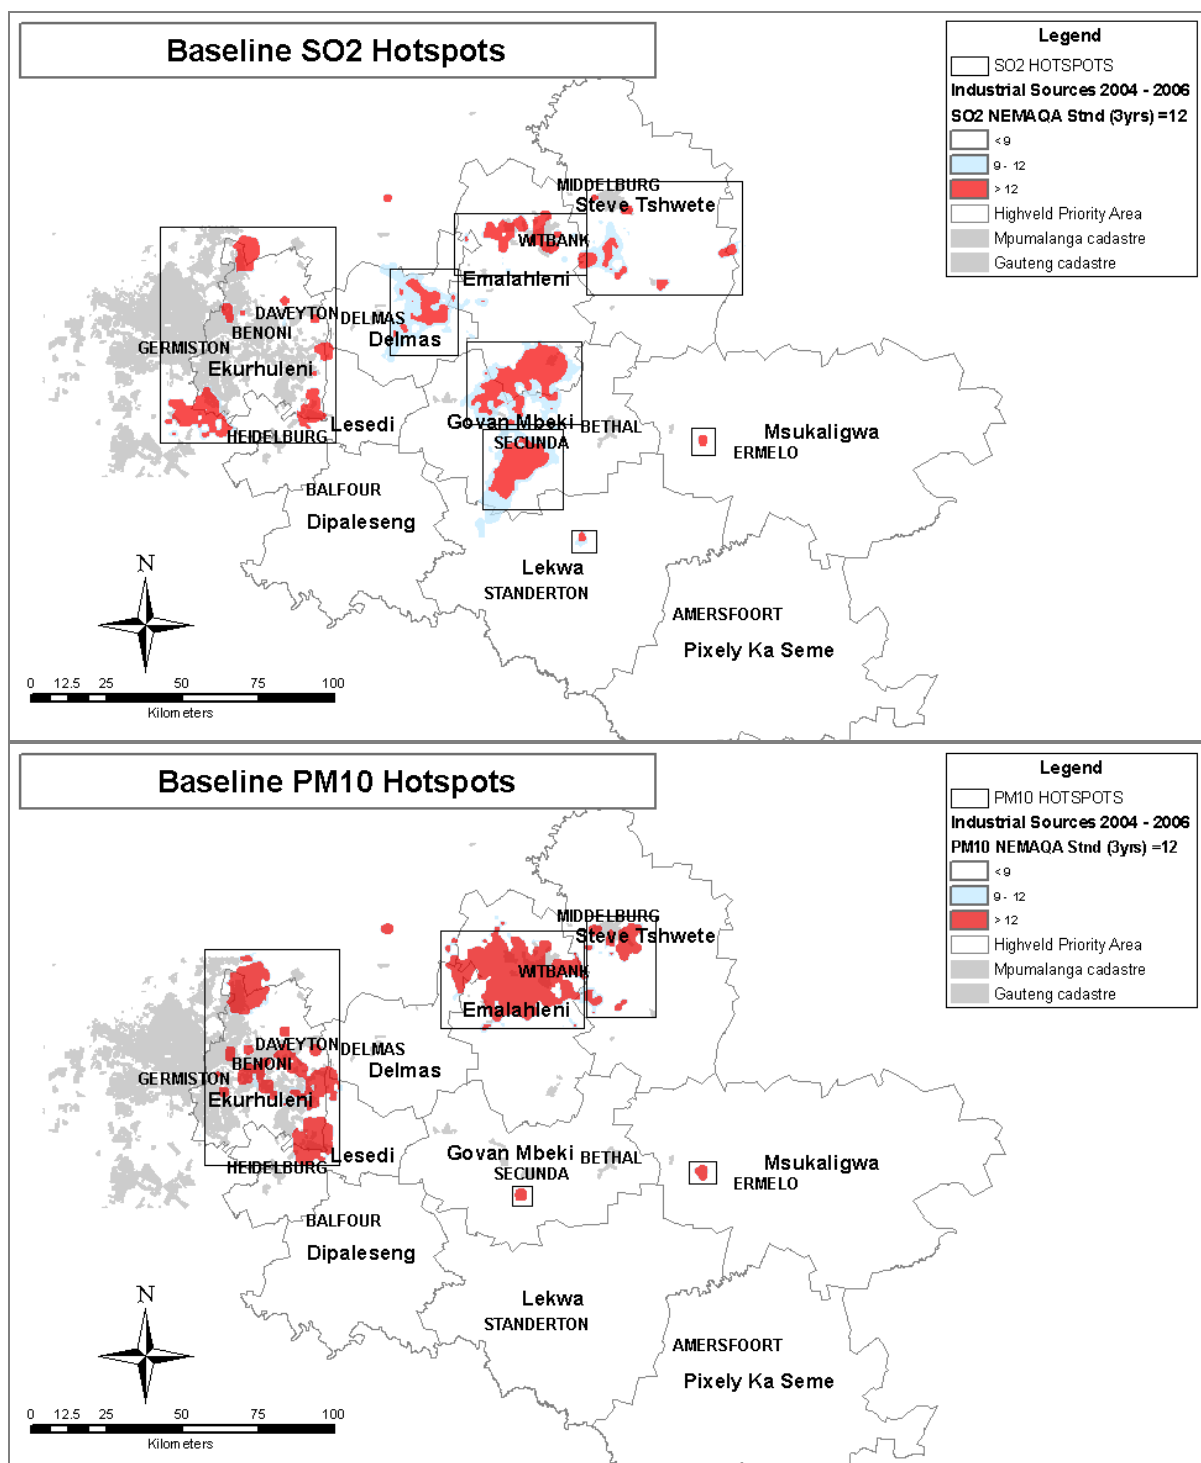 Baseline SO2 Hotspots
Legend
SO2 HOTSPOTS
Industrial Sources 2004 - 2006
SO2 NEMAQA Stnd (3yrs) =12
< 9
9 - 12
> 12
Highveld Priority Area
Mpumalanga cadastre
Gauteng cadastre
MIDDELBURG
Steve Tshwete
WITBANK
Emalahleni
DAVEYTON
DELMAS
BENONI
Delmas
GERMISTON
Ekurhuleni
Govan Mbeki
BETHAL
Lesedi
HEIDELBURG
SECUNDA
Msukaligwa
ERMELO
BALFOUR
Dipaleseng
Lekwa
STANDERTON
AMERSFOORT
Pixely Ka Seme
N
0 12.5 25 50 75 100
Kilometers
Baseline PM10 Hotspots
Legend
PM10 HOTSPOTS
Industrial Sources 2004 - 2006
PM10 NEMAQA Stnd (3yrs) =12
< 9
9 - 12
> 12
Highveld Priority Area
Mpumalanga cadastre
Gauteng cadastre
MIDDELBURG
Steve Tshwete
WITBANK
Emalahleni
DAVEYTON
DELMAS
BENONI
Delmas
GERMISTON
Ekurhuleni
Govan Mbeki
BETHAL
Lesedi
HEIDELBURG
SECUNDA
Msukaligwa
ERMELO
BALFOUR
Dipaleseng
Lekwa
STANDERTON
AMERSFOORT
Pixely Ka Seme
N
0 12.5 25 50 75 100
Kilometers